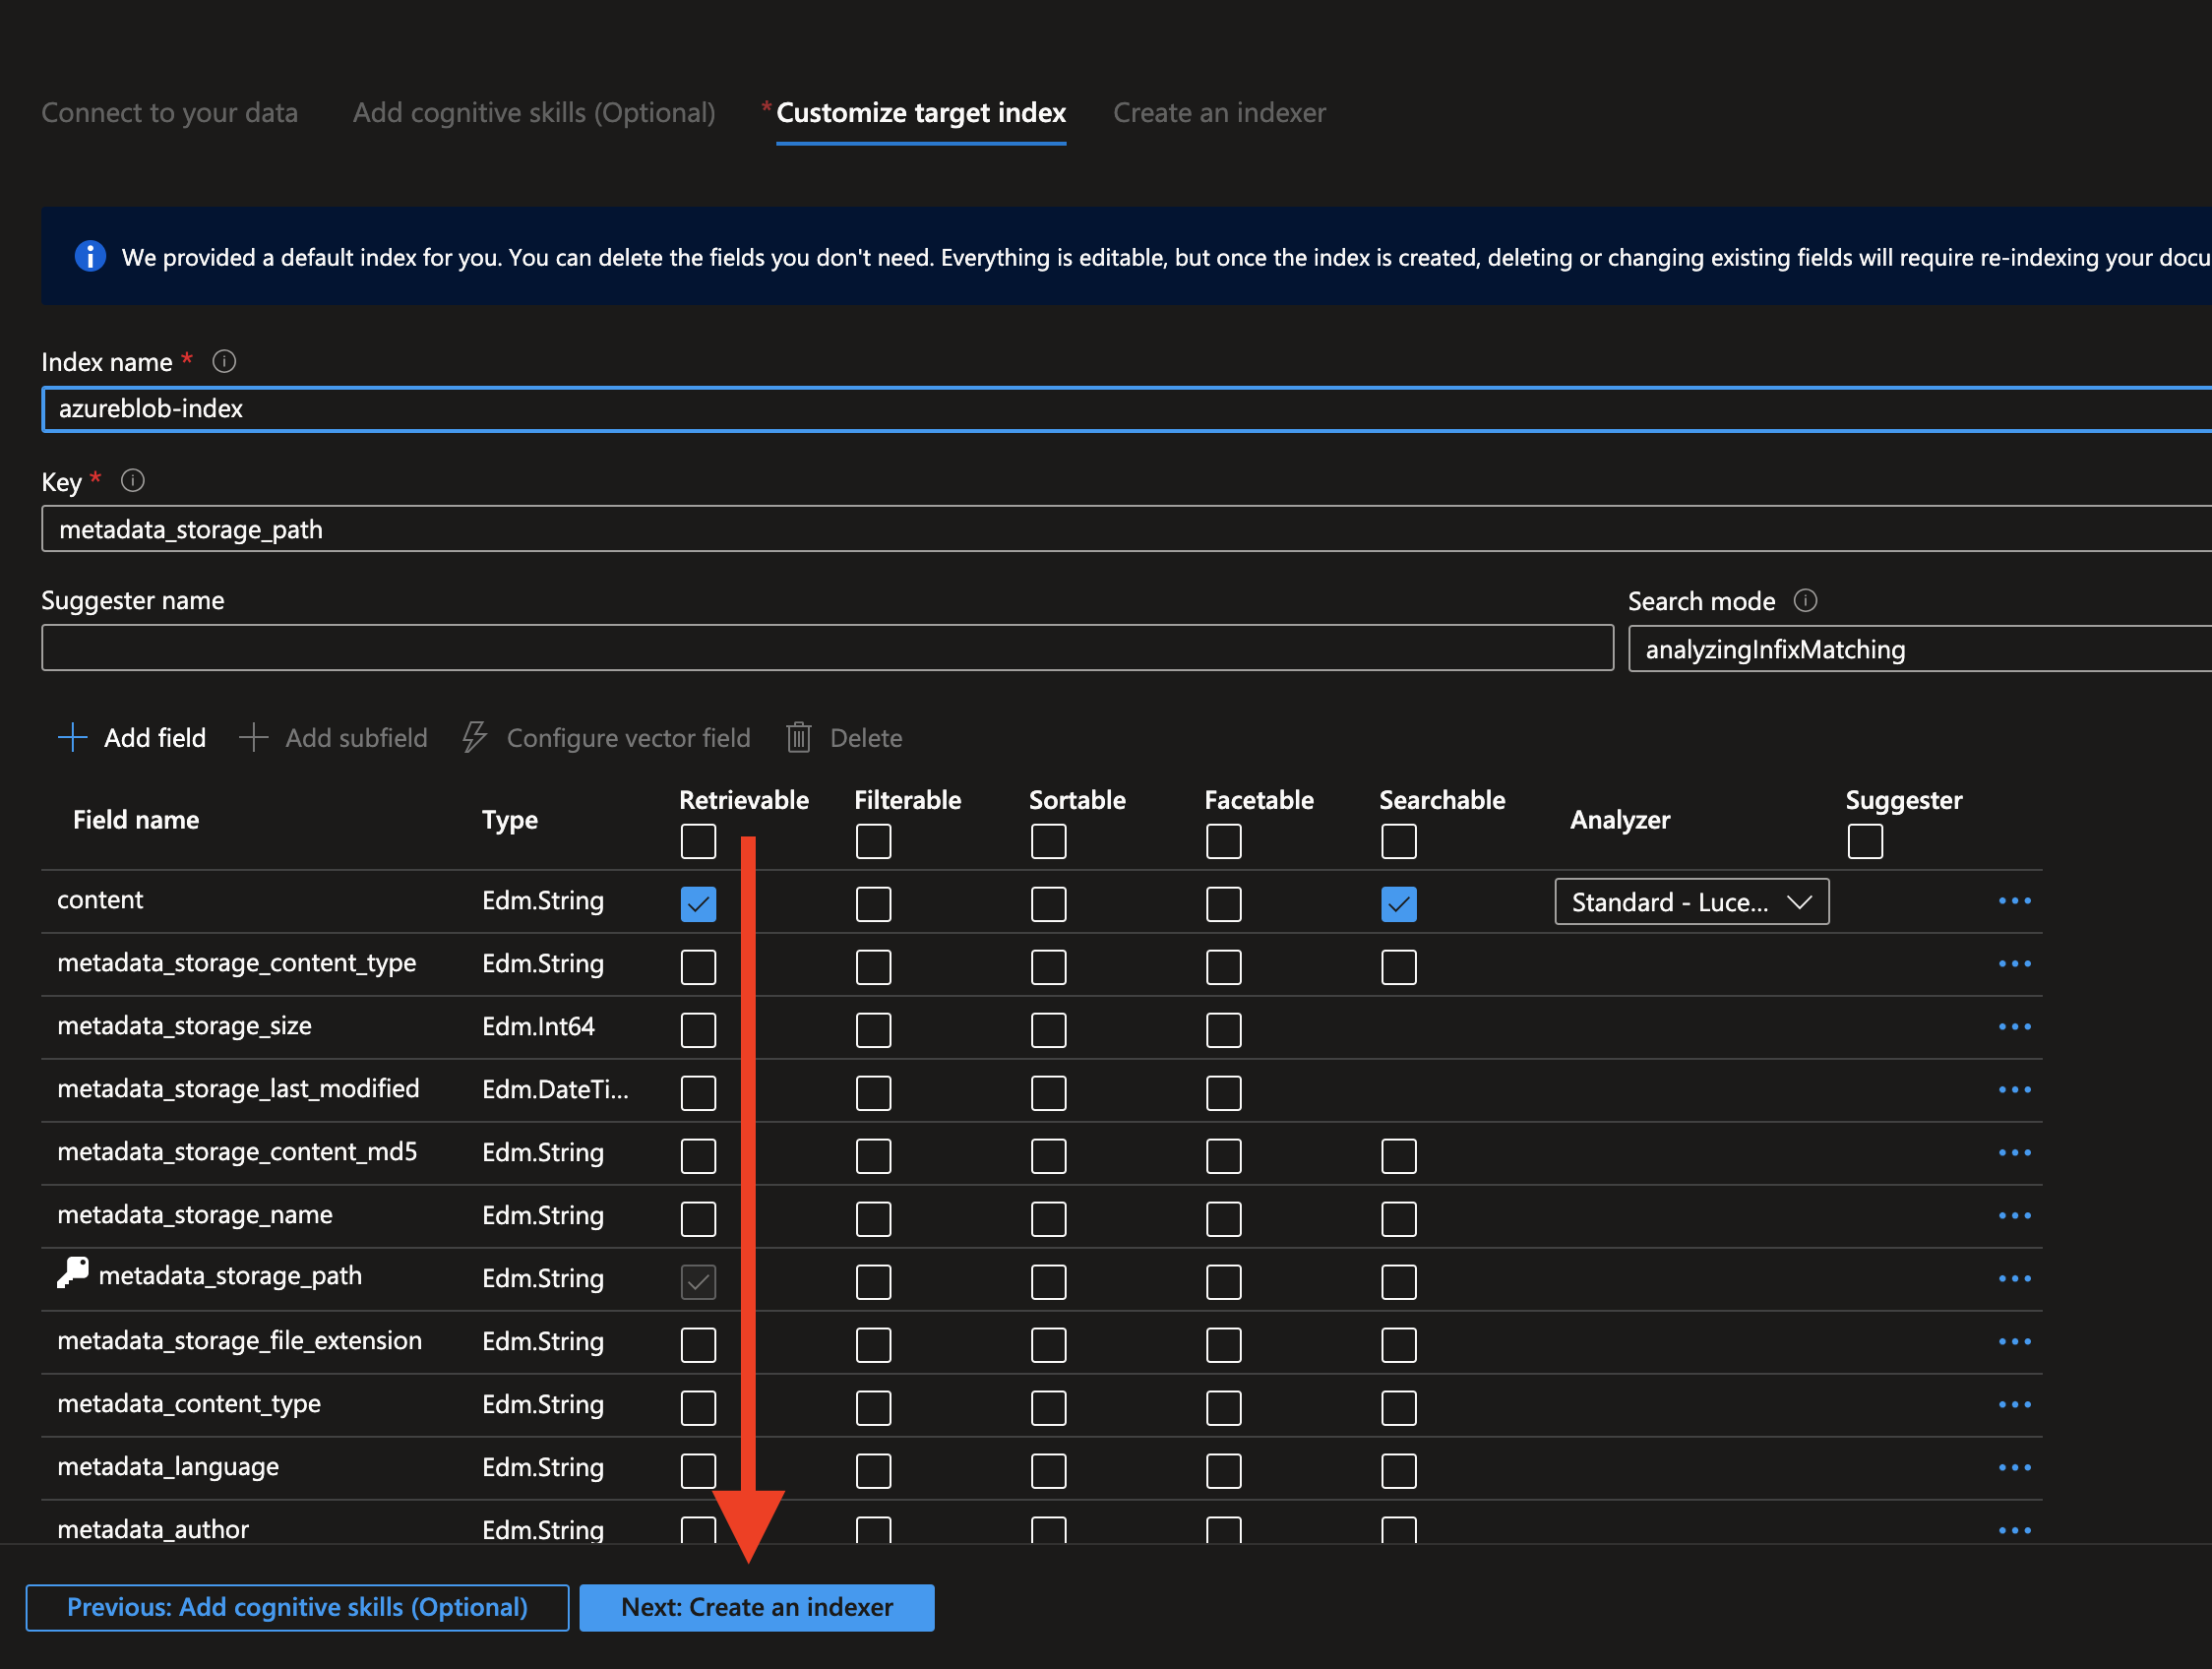 Connect to your data Add cognitive skills (Optional) * Customize target index Create an indexer
We provided a default index for you. You can delete the fields you don't need. Everything is editable, but once the index is created, deleting or changing existing fields will require re-indexing your docu
Index name *
azureblob-index
Key *
metadata_storage_path
Suggester name Search mode
analyzingInfixMatching
Add field Add subfield Configure vector field Delete
Field name Type Retrievable Filterable Sortable Facetable Searchable Analyzer Suggester
content Edm.String Standard - Luce...
metadata_storage_content_type Edm.String
metadata_storage_size Edm.Int64
metadata_storage_last_modified Edm.DateTi...
metadata_storage_content_md5 Edm.String
metadata_storage_name Edm.String
metadata_storage_path Edm.String
metadata_storage_file_extension Edm.String
metadata_content_type Edm.String
metadata_language Edm.String
metadata_author Edm.String
Previous: Add cognitive skills (Optional) Next: Create an indexer